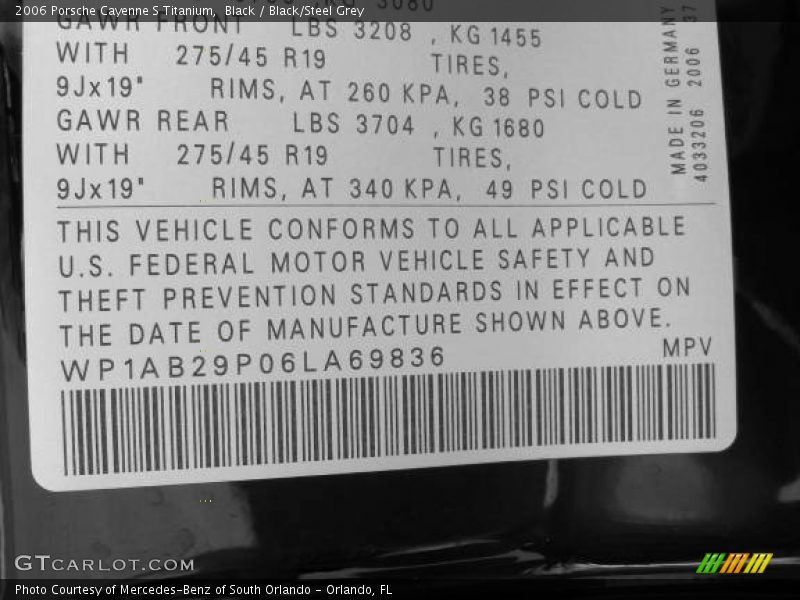 2006 Porsche Cayenne S Titanium, Black / Black/Steel Grey
KG 3080
GAWR FRONT LBS 3208 , KG 1455
WITH 275/45 R19 TIRES,
9Jx19" RIMS, AT 260 KPA, 38 PSI COLD
GAWR REAR LBS 3704 , KG 1680
WITH 275/45 R19 TIRES,
9Jx19" RIMS, AT 340 KPA, 49 PSI COLD
MADE IN GERMANY
4033206 2006 37
THIS VEHICLE CONFORMS TO ALL APPLICABLE
U.S. FEDERAL MOTOR VEHICLE SAFETY AND
THEFT PREVENTION STANDARDS IN EFFECT ON
THE DATE OF MANUFACTURE SHOWN ABOVE.
WP1AB29P06LA69836 MPV
GTCARLOT.COM
Photo Courtesy of Mercedes-Benz of South Orlando - Orlando, FL